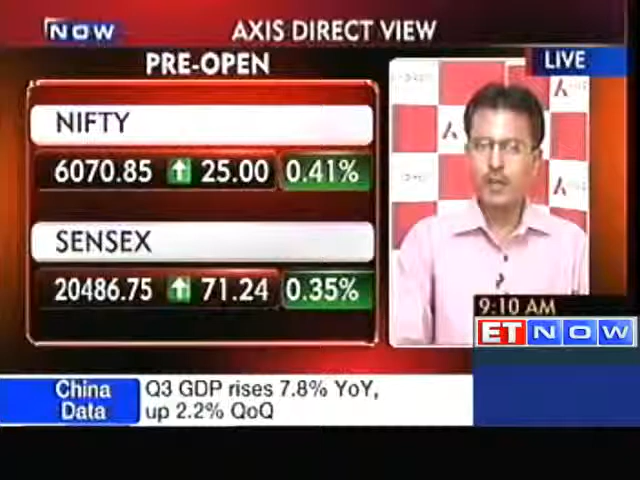 NOW
AXIS DIRECT VIEW
PRE-OPEN
LIVE
NIFTY
6070.85 25.00 0.41%
SENSEX
20486.75 71.24 0.35%
9:10 AM
ET NOW
China Data
Q3 GDP rises 7.8% YoY,
up 2.2% QoQ